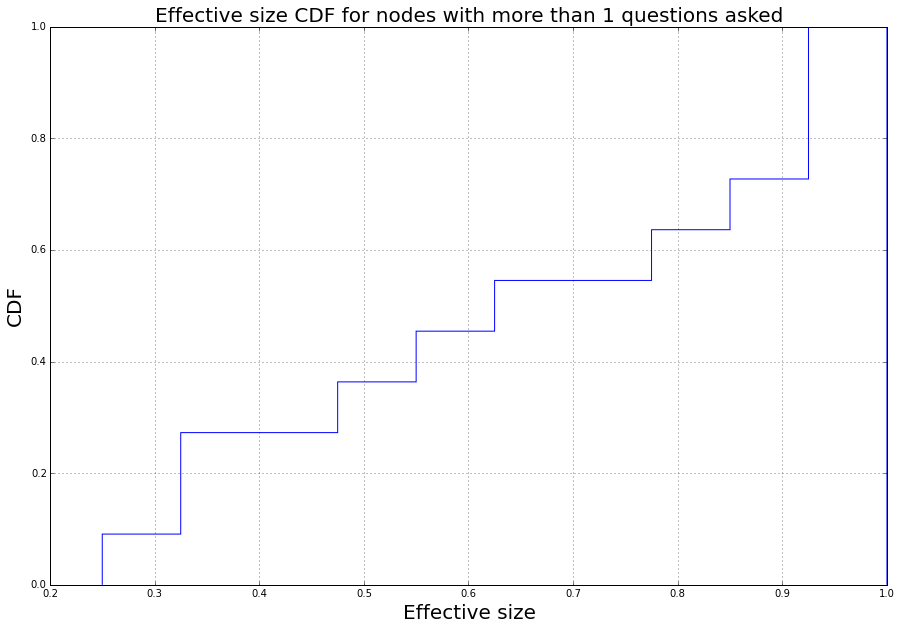 Effective size CDF for nodes with more than 1 questions asked
1.0
0.8
0.6
0.4
0.2
0.0
CDF
0.2 0.3 0.4 0.5 0.6 0.7 0.8 0.9 1.0
Effective size